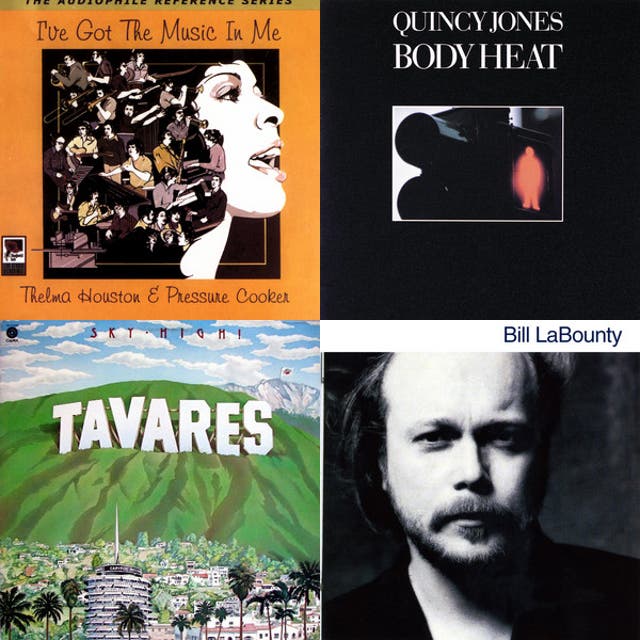 THE AUDIOPHILE REFERENCE SERIES
I've Got The Music In Me
Thelma Houston & Pressure Cooker
QUINCY JONES
BODY HEAT
SKY·HIGH!
TAVARES
CAPITOL
Bill LaBounty